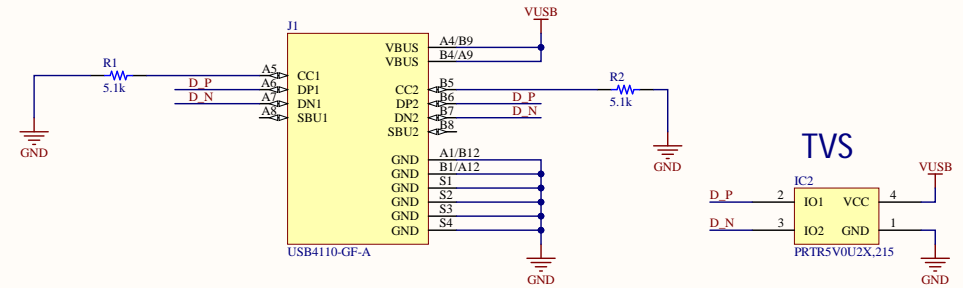 VUSB
J1
VBUS A4/B9
VBUS B4/A9
R1
5.1k
A5 CC1
D_P A6 DP1
D_N A7 DN1
A8 SBU1
CC2 B5
DP2 B6 D_P
DN2 B7 D_N
SBU2 B8
R2
5.1k
GND
GND
GND A1/B12
GND B1/A12
GND S1
GND S2
GND S3
GND S4
USB4110-GF-A
GND
TVS
VUSB
IC2
D_P 2 IO1 VCC 4
D_N 3 IO2 GND 1
PRTR5V0U2X,215
GND